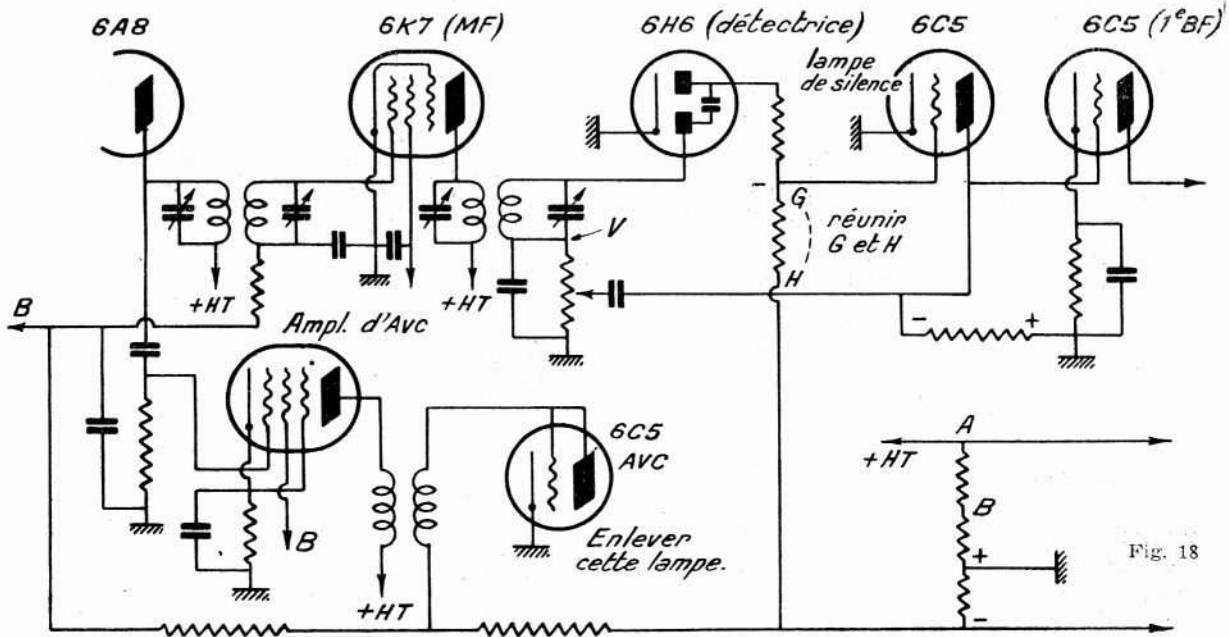 6A8
6K7 (MF)
6H6 (détectrice)
6C5
6C5 (1e BF)
lampe
de silence
-
G
V
réunir
G et H
H
+HT
+HT
B
Ampl. d'Avc
-
+
6C5
AVC
A
+HT
B
B
Enlever
cette lampe.
+
Fig. 18
+HT
-